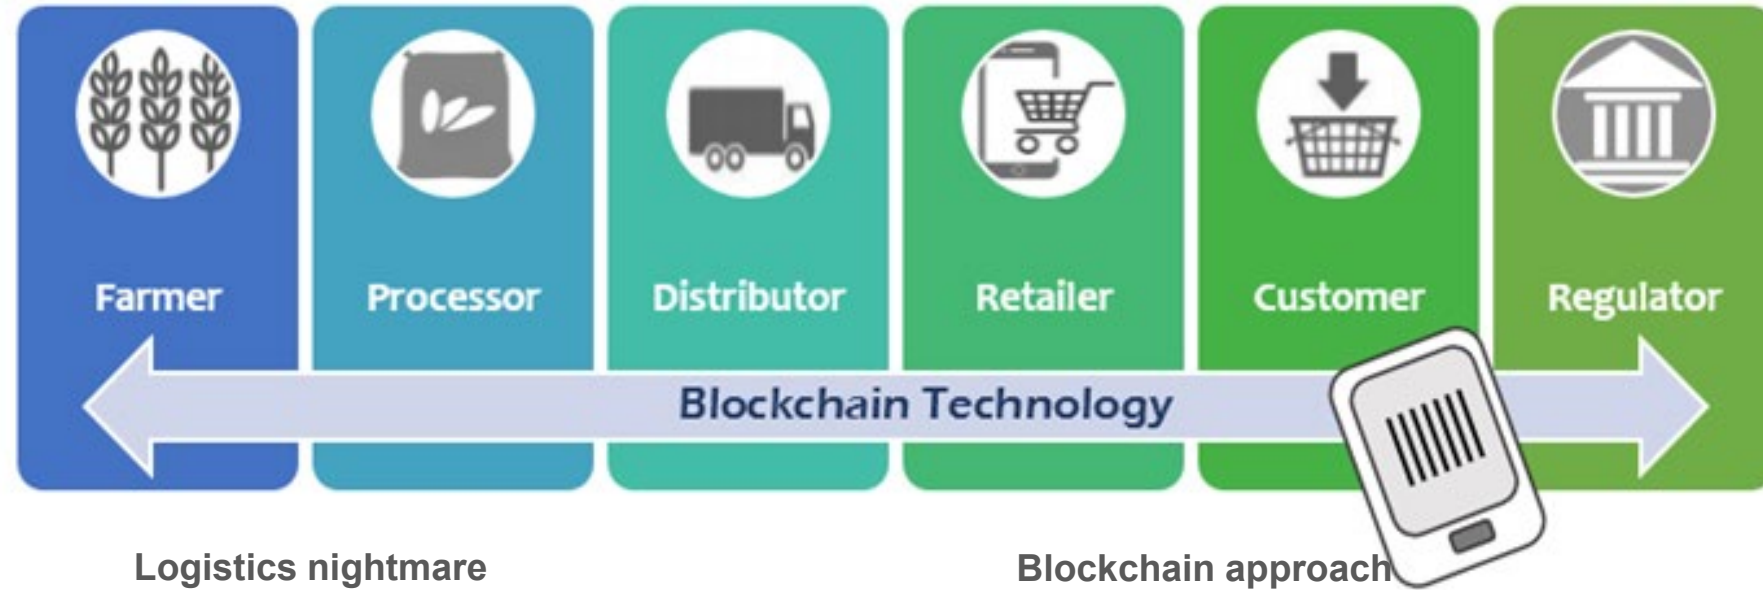 Farmer
Processor
Distributor
Retailer
Customer
Regulator
Blockchain Technology
Logistics nightmare
Blockchain approach